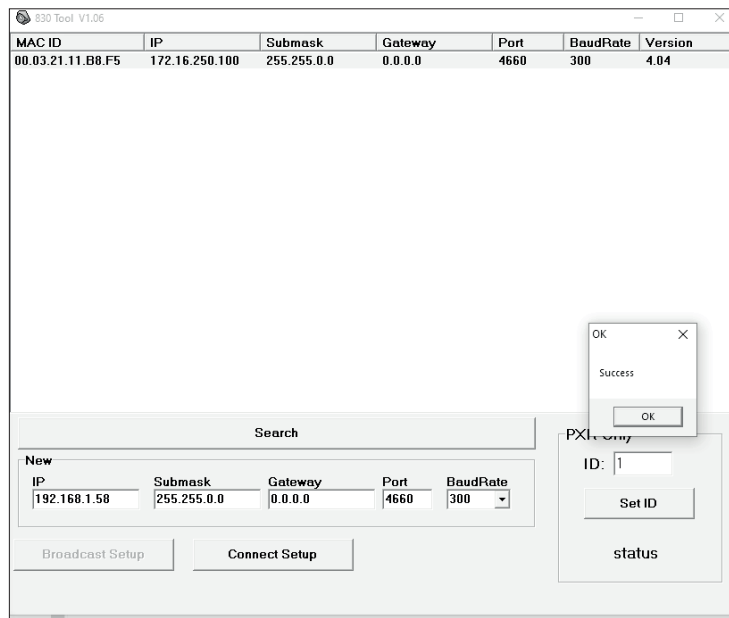 830 Tool V1.06
MAC ID IP Submask Gateway Port BaudRate Version
00.03.21.11.B8.F5 172.16.250.100 255.255.0.0 0.0.0.0 4660 300 4.04
OK
Success
OK
Search
PXR Only
ID: 1
Set ID
status
New
IP Submask Gateway Port BaudRate
192.168.1.58 255.255.0.0 0.0.0.0 4660 300
Broadcast Setup Connect Setup